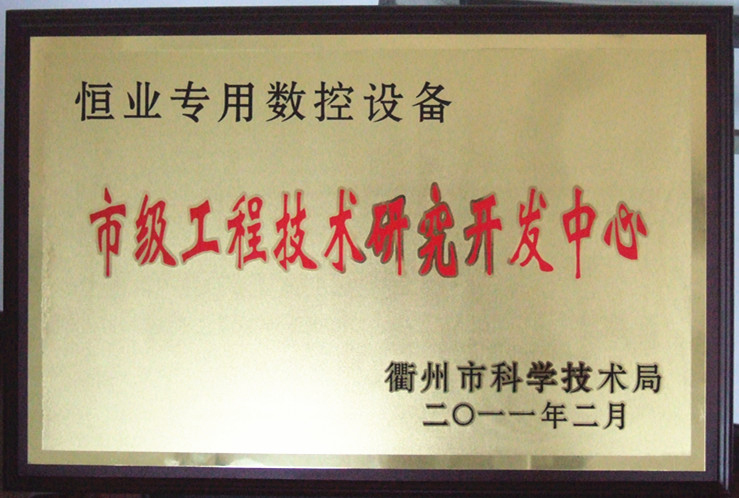 恒业专用数控设备
市级工程技术研究开发中心
衢州市科学技术局
二〇一一年二月